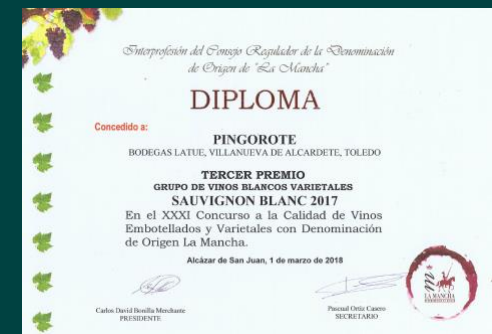 Interprofesión del Consejo Regulador de la Denominación
de Origen de "La Mancha"
DIPLOMA
Concedido a:
PINGOROTE
BODEGAS LATUE, VILLANUEVA DE ALCARDETE, TOLEDO
TERCER PREMIO
GRUPO DE VINOS BLANCOS VARIETALES
SAUVIGNON BLANC 2017
En el XXXI Concurso a la Calidad de Vinos
Embotellados y Varietales con Denominación
de Origen La Mancha.
Alcázar de San Juan, 1 de marzo de 2018
Carlos David Bonilla Merchante
PRESIDENTE
Pascual Ortiz Casero
SECRETARIO
LA MANCHA